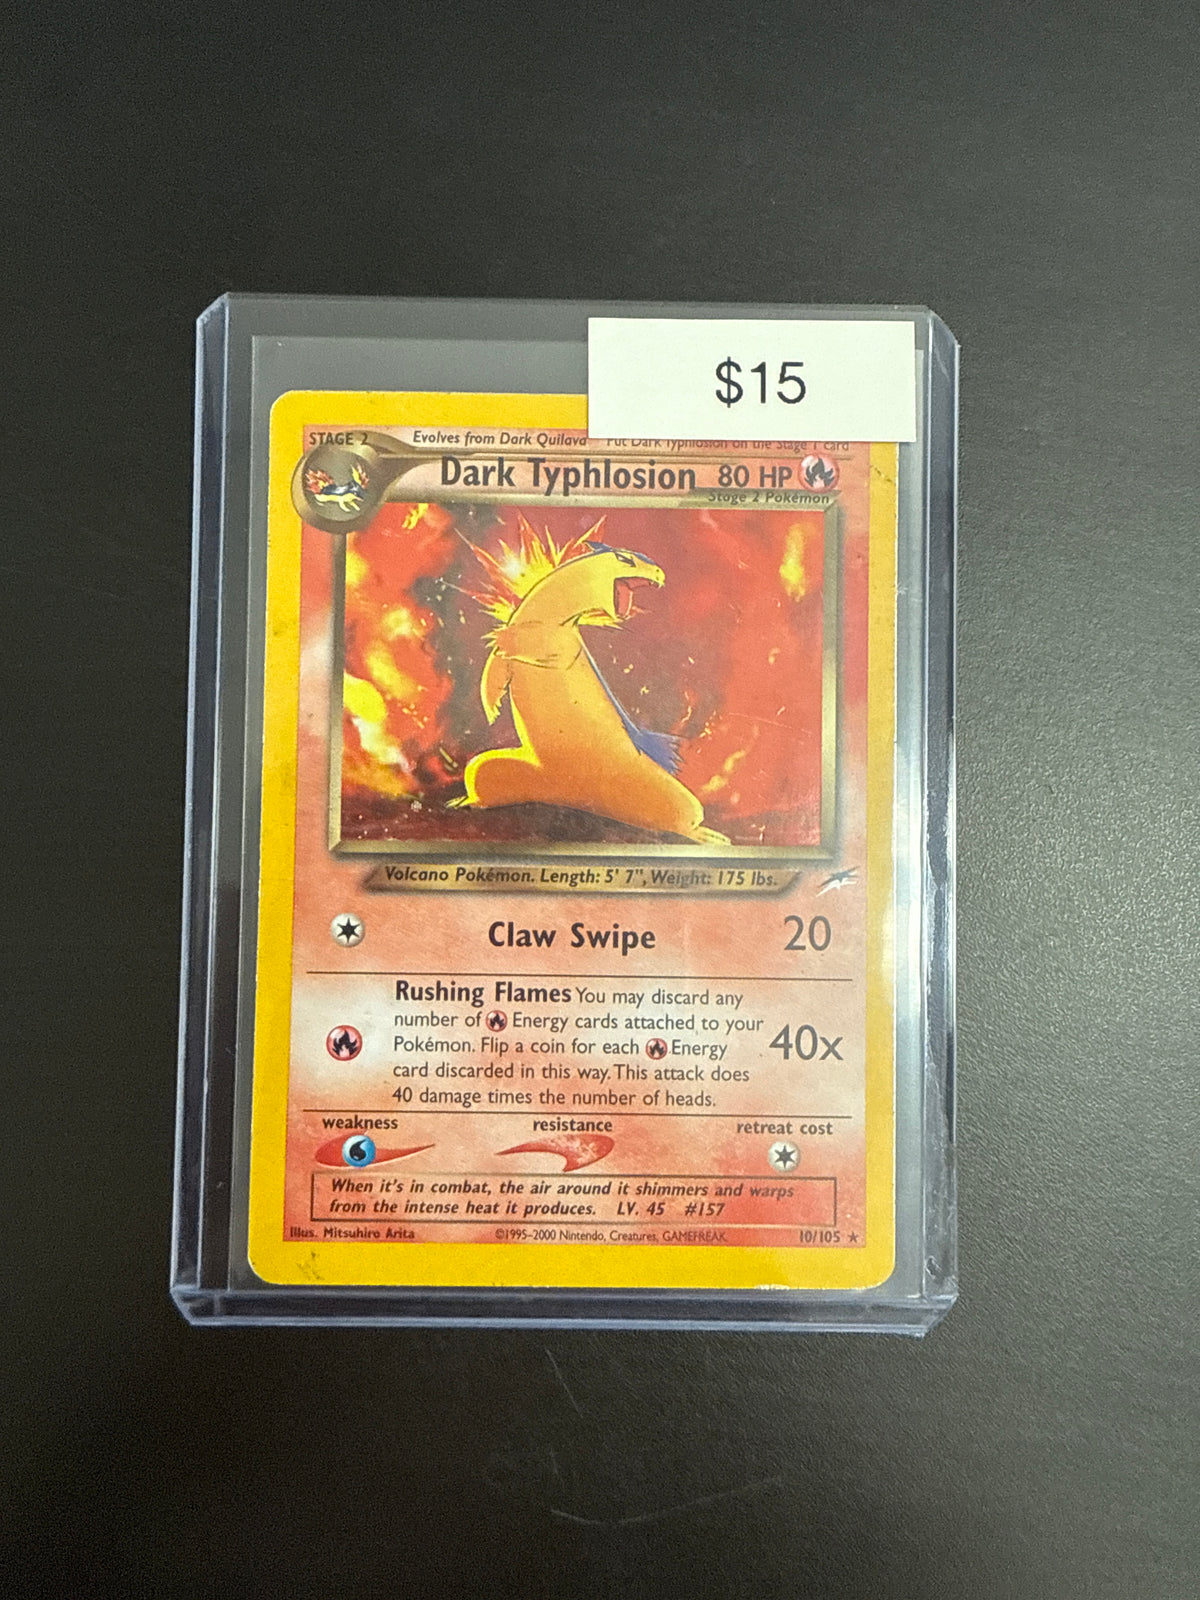 $15
STAGE 2 Evolves from Dark Quilava Put Dark Typhlosion on the Stage 1 card
Dark Typhlosion 80 HP
Stage 2 Pokémon
Volcano Pokémon. Length: 5' 7", Weight: 175 lbs.
Claw Swipe 20
Rushing Flames You may discard any
number of Energy cards attached to your
Pokémon. Flip a coin for each Energy
card discarded in this way. This attack does
40 damage times the number of heads.
40x
weakness resistance retreat cost
When it's in combat, the air around it shimmers and warps
from the intense heat it produces. LV. 45 #157
Illus. Mitsuhiro Arita ©1995-2000 Nintendo, Creatures, GAMEFREAK. 10/105 ★